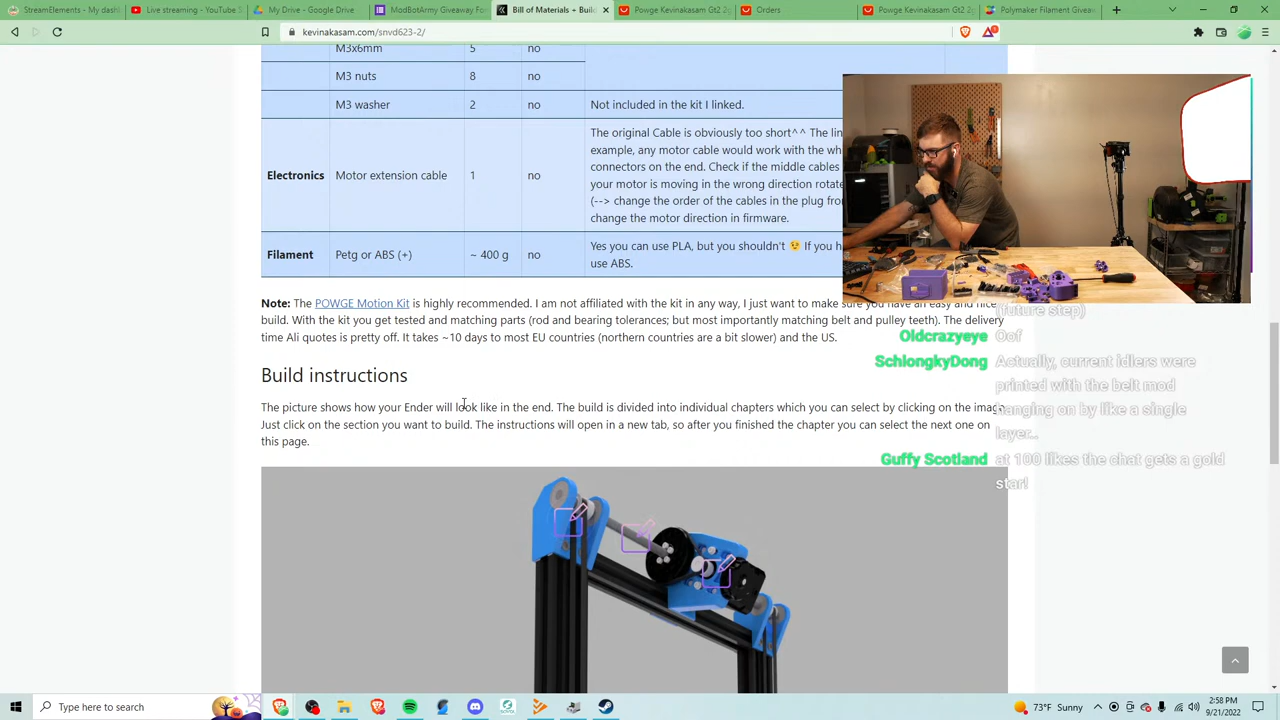 StreamElements - My dashi
Live streaming - YouTube S
My Drive - Google Drive
ModBotArmy Giveaway Form
Bill of Materials + Buil
Powge Kevinakasam Gt2 2g
Orders
Powge Kevinakasam Gt2 2g
Polymaker Filament Giveaw
kevinakasam.com/snvd623-2/
M3x6mm 5 no
M3 nuts 8 no
M3 washer 2 no Not included in the kit I linked.
The original Cable is obviously too short^^ The lin
example, any motor cable would work with the wh
connectors on the end. Check if the middle cables
Electronics Motor extension cable 1 no your motor is moving in the wrong direction rotate
(--> change the order of the cables in the plug fror
change the motor direction in firmware.
Filament Petg or ABS (+) ~ 400 g no Yes you can use PLA, but you shouldn't 😉 If you h
use ABS.
Note: The POWGE Motion Kit is highly recommended. I am not affiliated with the kit in any way, I just want to make sure you have an easy and nice
build. With the kit you get tested and matching parts (rod and bearing tolerances; but most importantly matching belt and pulley teeth). The delivery
time Ali quotes is pretty off. It takes ~10 days to most EU countries (northern countries are a bit slower) and the US.
Build instructions
The picture shows how your Ender will look like in the end. The build is divided into individual chapters which you can select by clicking on the image.
Just click on the section you want to build. The instructions will open in a new tab, so after you finished the chapter you can select the next one on
this page.
(future step)
Oldcrazyeye Oof
SchlongkyDong Actually, current idlers were
printed with the belt mod
hanging on by like a single
layer..
Guffy Scotland at 100 likes the chat gets a gold
star!
Type here to search
73°F Sunny
2:58 PM
9/21/2022